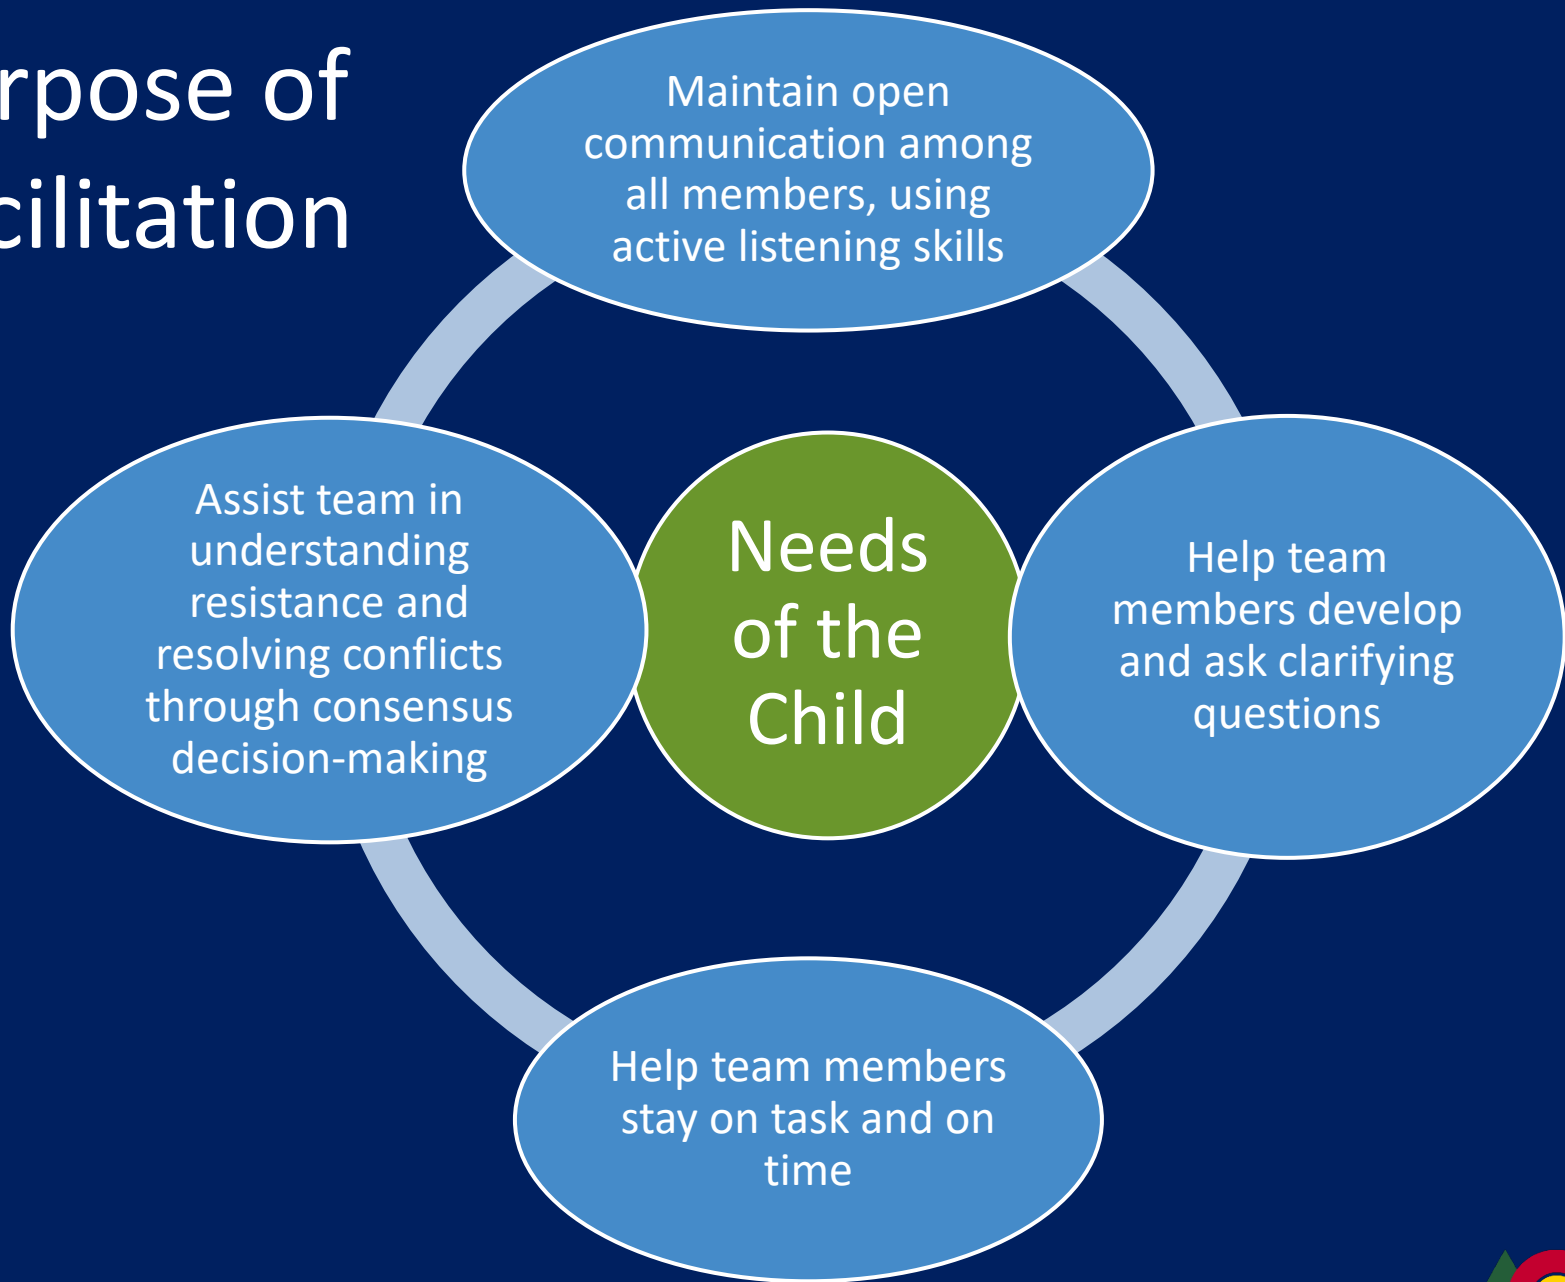 rpose of
cilitation
Maintain open
communication among
all members, using
active listening skills
Assist team in
understanding
resistance and
resolving conflicts
through consensus
decision-making
Needs
of the
Child
Help team
members develop
and ask clarifying
questions
Help team members
stay on task and on
time